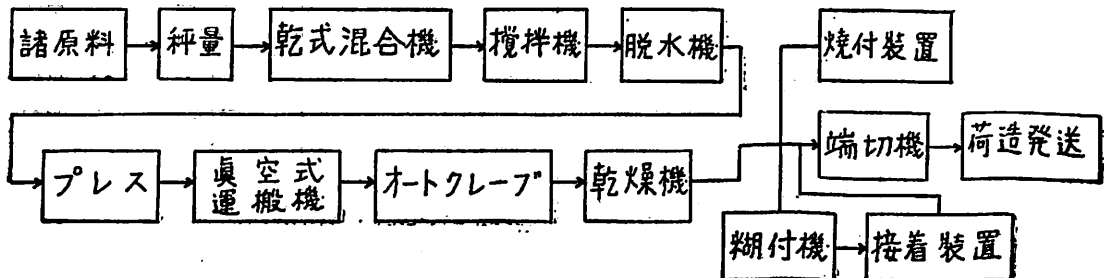 諸原料
秤量
乾式混合機
撹拌機
脱水機
焼付装置
プレス
眞空式
運搬機
オートクレーブ
乾燥機
端切機
荷造発送
糊付機
接着装置